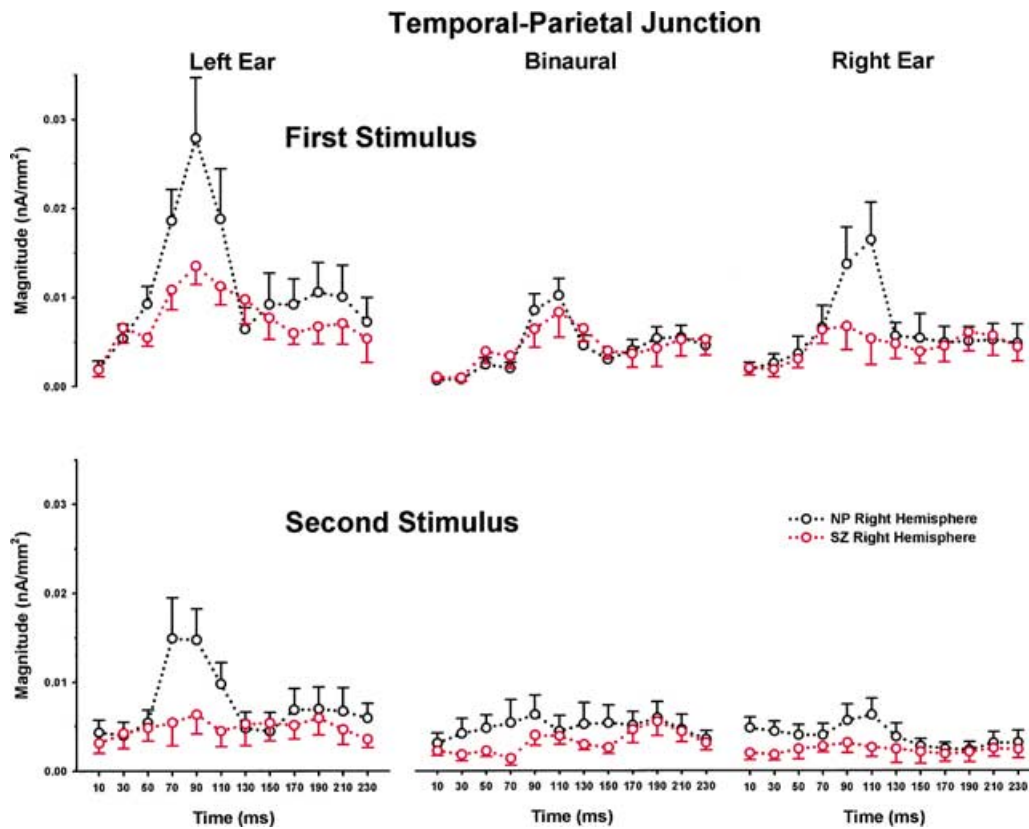 Temporal-Parietal Junction
Left Ear
Binaural
Right Ear
First Stimulus
Magnitude (nA/mm²)
0.03
0.02
0.01
0.00
Second Stimulus
NP Right Hemisphere
SZ Right Hemisphere
Magnitude (nA/mm²)
0.03
0.02
0.01
0.00
10 30 50 70 90 110 130 150 170 190 210 230
10 30 50 70 90 110 130 150 170 190 210 230
10 30 50 70 90 110 130 150 170 190 210 230
Time (ms)
Time (ms)
Time (ms)